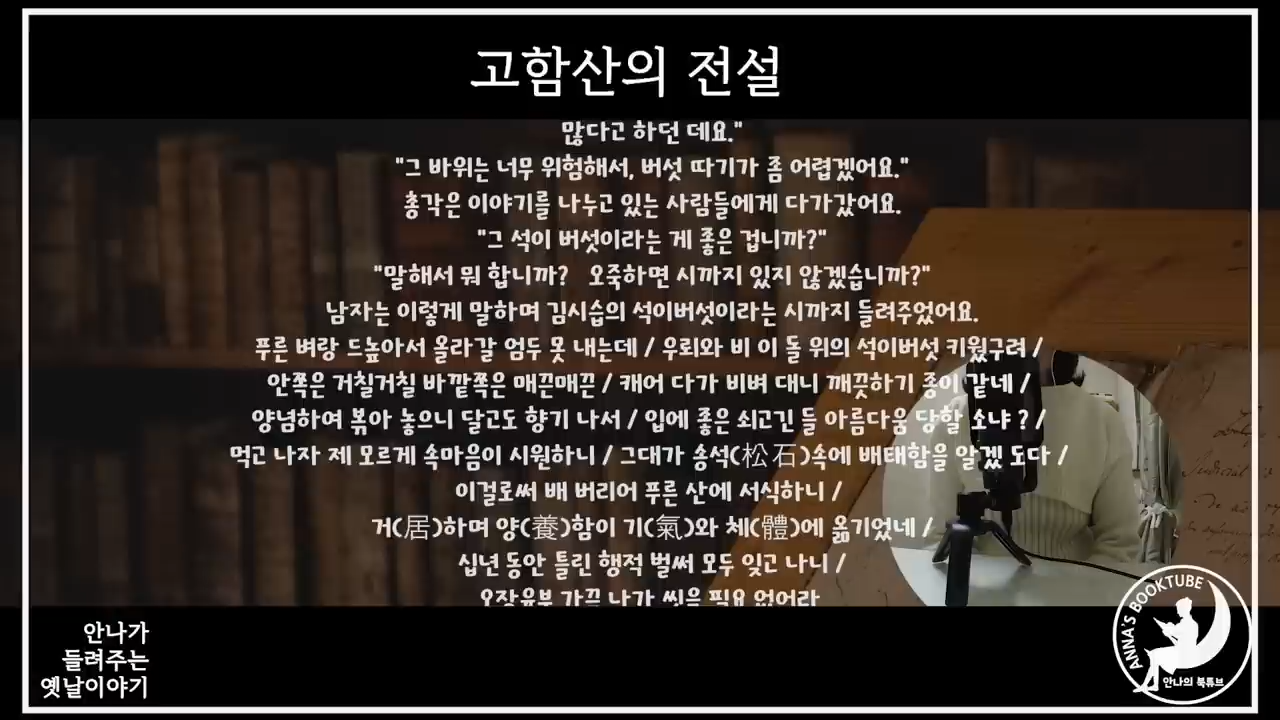 고함산의 전설
많다고 하던 데요."
"그 바위는 너무 위험해서, 버섯 따기가 좀 어렵겠어요."
총각은 이야기를 나누고 있는 사람들에게 다가갔어요.
"그 석이 버섯이라는 게 좋은 겁니까?"
"말해서 뭐 합니까? 오죽하면 시까지 있지 않겠습니까?"
남자는 이렇게 말하며 김시습의 석이버섯이라는 시까지 들려주었어요.
푸른 벼랑 드높아서 올라갈 엄두 못 내는데 / 우뢰와 비 이 돌 위의 석이버섯 키웠구려 /
안쪽은 거칠거칠 바깥쪽은 매끈매끈 / 캐어 다가 비벼 대니 깨끗하기 종이 같네 /
양념하여 볶아 놓으니 달고도 향기 나서 / 입에 좋은 쇠고긴 들 아름다움 당할 소냐 ? /
먹고 나자 제 모르게 속마음이 시원하니 / 그대가 송석(松石)속에 배태함을 알겠 도다 /
이걸로써 배 버리어 푸른 산에 서식하니 /
거(居)하며 양(養)함이 기(氣)와 체(體)에 옮기었네 /
십년 동안 틀린 행적 벌써 모두 잊고 나니 /
오장육부 가끔 나가 씻을 필요 없어라
안나가
들려주는
옛날이야기
ANNA'S BOOKTUBE
안나의 북튜브